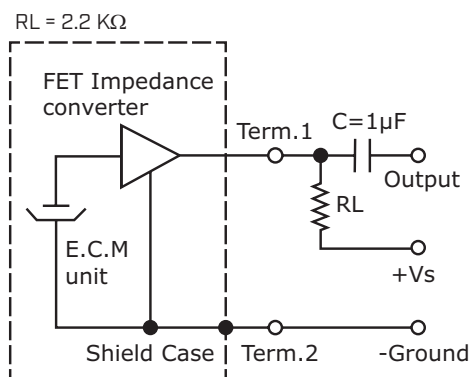 RL = 2.2 KΩ
FET Impedance
converter
Term.1
C=1µF
Output
RL
E.C.M
unit
+Vs
Shield Case
Term.2
-Ground